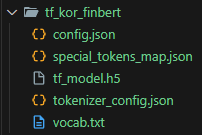 tf_kor_finbert
config.json
special_tokens_map.json
tf_model.h5
tokenizer_config.json
vocab.txt